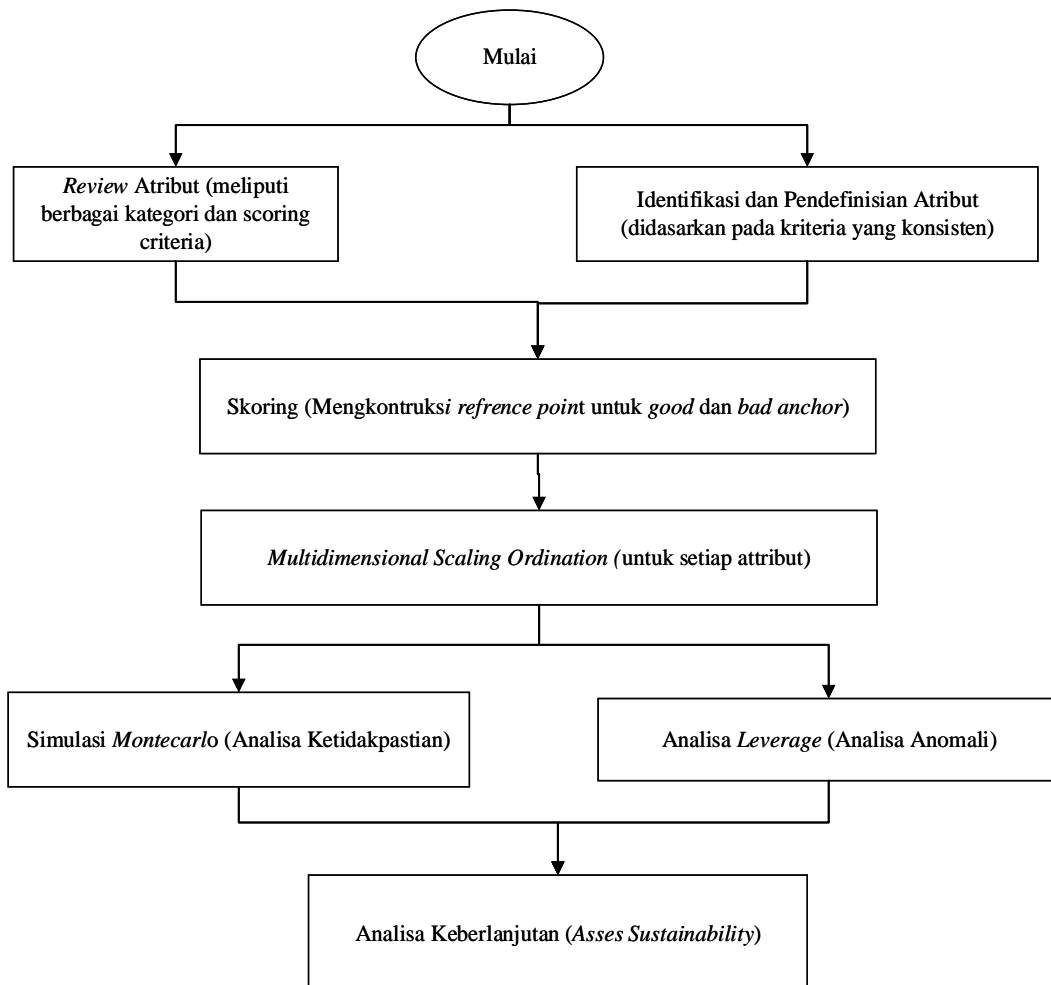 Mulai
Review Atribut (meliputi
berbagai kategori dan scoring
criteria)
Identifikasi dan Pendefinisian Atribut
(didasarkan pada kriteria yang konsisten)
Skoring (Mengkontruksi refrence point untuk good dan bad anchor)
Multidimensional Scaling Ordination (untuk setiap attribut)
Simulasi Montecarlo (Analisa Ketidakpastian)
Analisa Leverage (Analisa Anomali)
Analisa Keberlanjutan (Asses Sustainability)